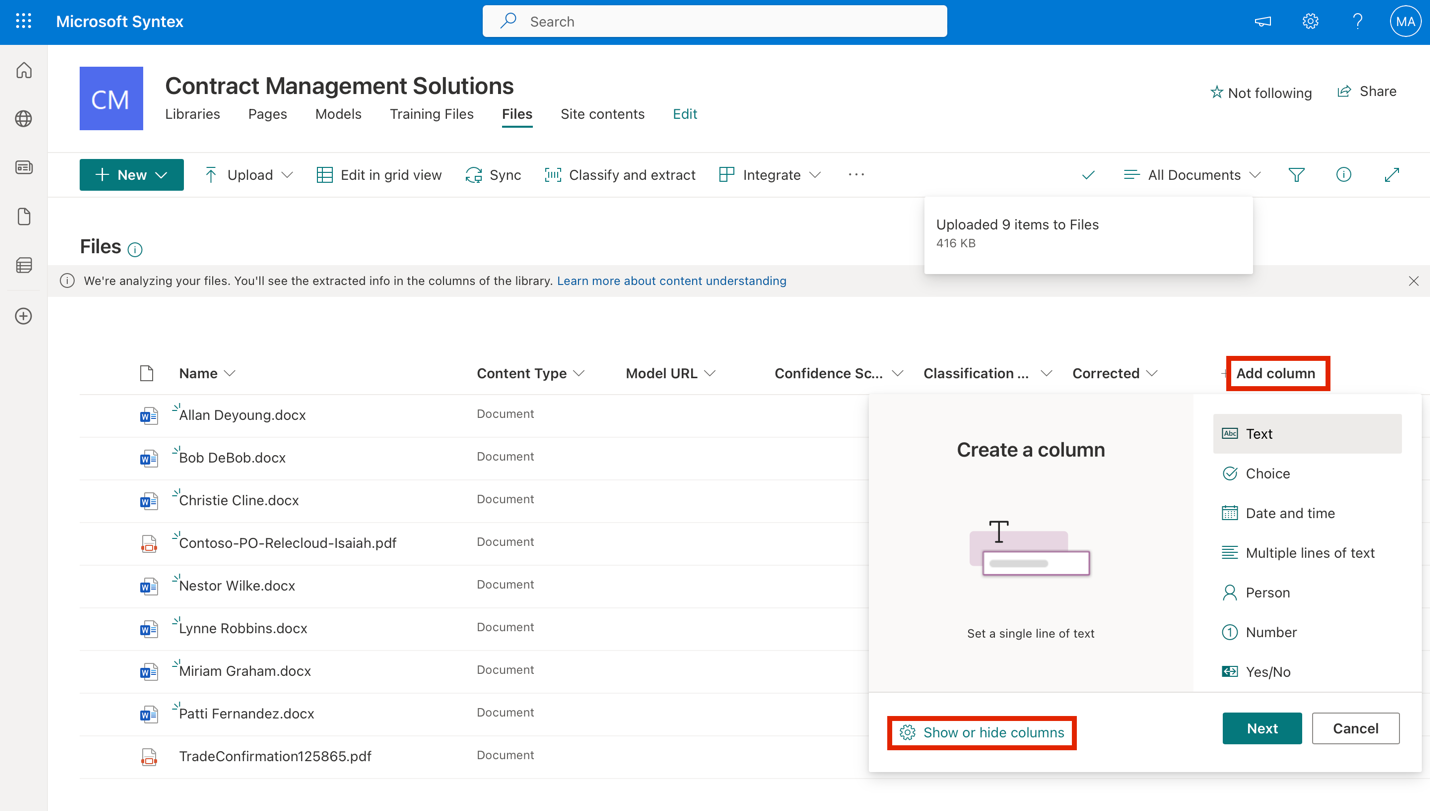 Microsoft Syntex
Search
MA
CM
Contract Management Solutions
Not following
Share
Libraries Pages Models Training Files Files Site contents Edit
New Upload Edit in grid view Sync Classify and extract Integrate ··· All Documents
Uploaded 9 items to Files
416 KB
Files
We're analyzing your files. You'll see the extracted info in the columns of the library. Learn more about content understanding
Name Content Type Model URL Confidence Sc... Classification ... Corrected Add column
Allan Deyoung.docx Document
Bob DeBob.docx Document
Christie Cline.docx Document
Contoso-PO-Relecloud-Isaiah.pdf Document
Nestor Wilke.docx Document
Lynne Robbins.docx Document
Miriam Graham.docx Document
Patti Fernandez.docx Document
TradeConfirmation125865.pdf Document
Create a column
Set a single line of text
Abc Text
Choice
Date and time
Multiple lines of text
Person
1 Number
Yes/No
Show or hide columns
Next Cancel